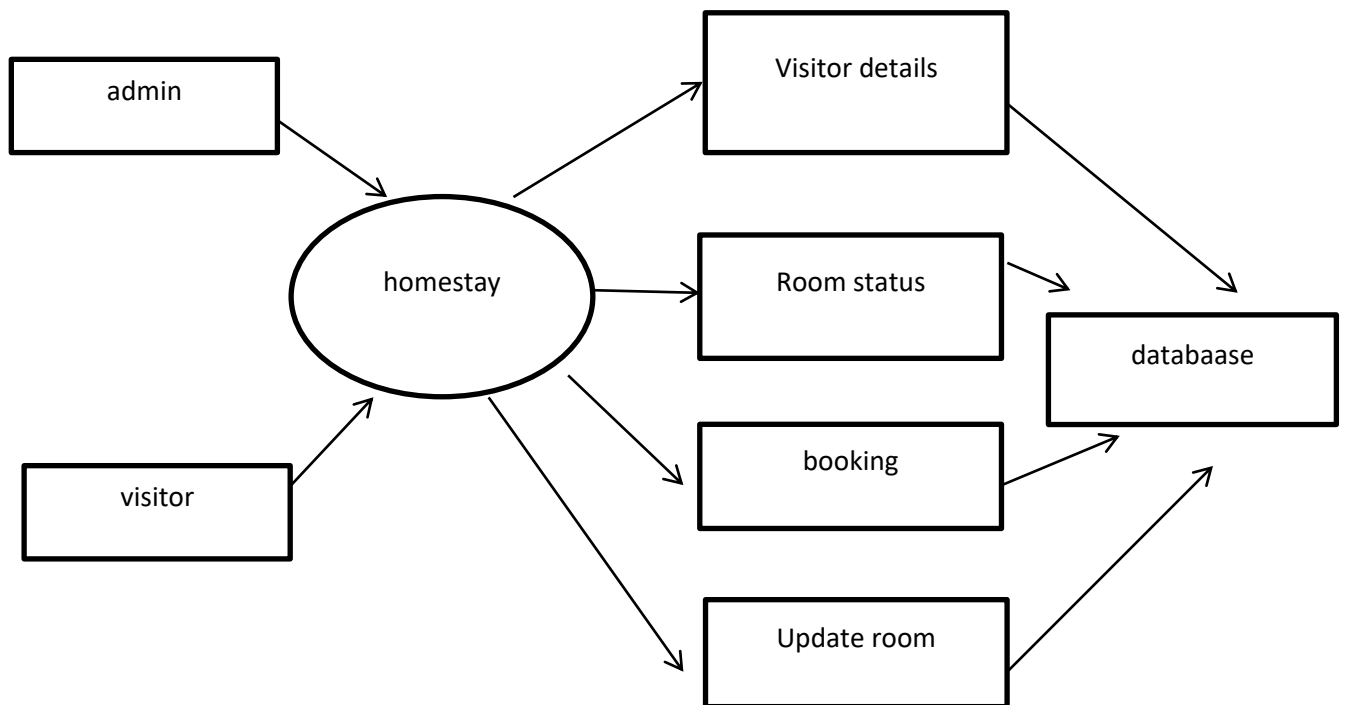 admin
Visitor details
homestay
Room status
databaase
visitor
booking
Update room